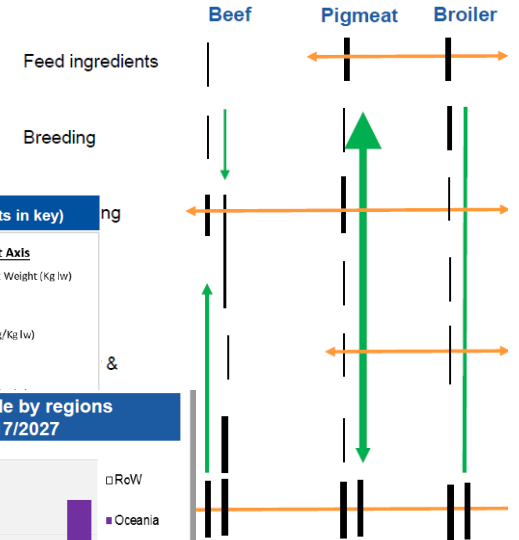 Beef Pigmeat Broiler
Feed ingredients
Breeding
ts in key)
ng
t Axis
Weight (Kg lw)
g/Kg lw)
&
le by regions
7/2027
RoW
Oceania